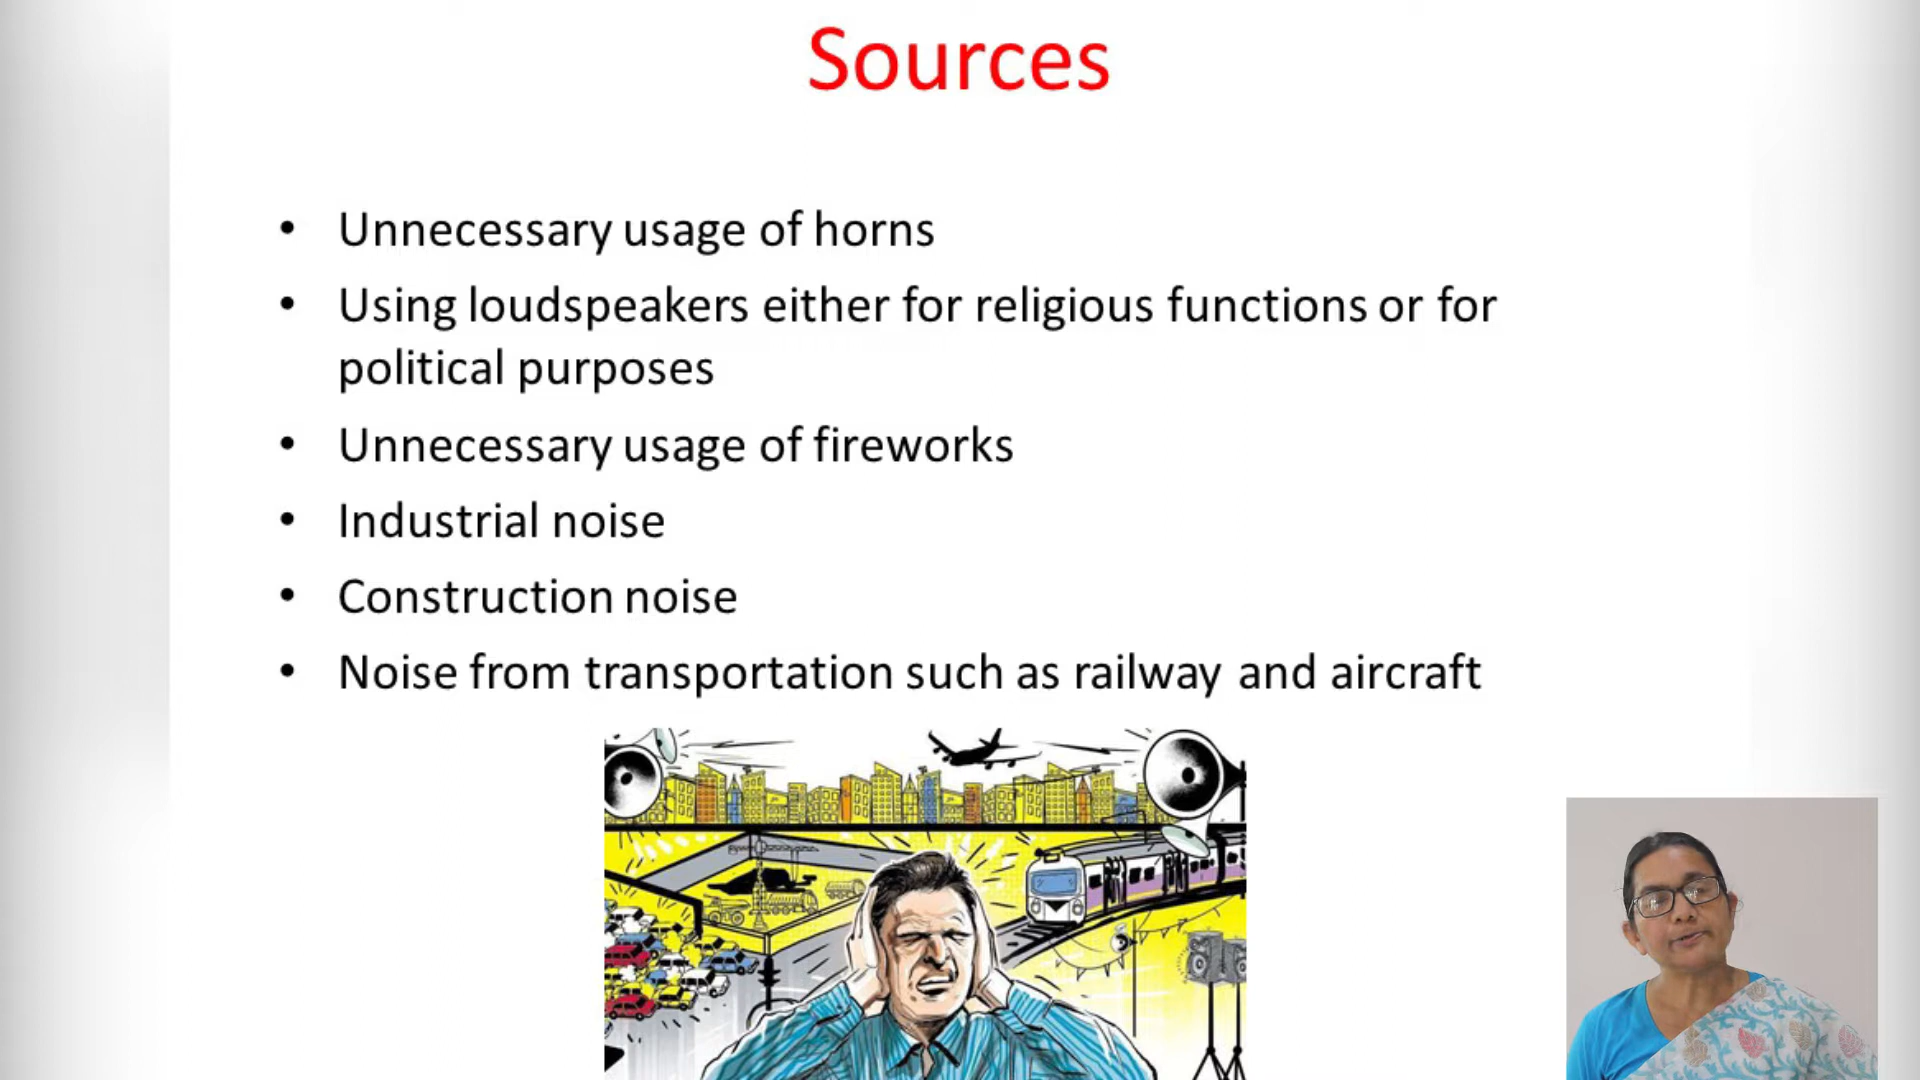 Sources
• Unnecessary usage of horns
• Using loudspeakers either for religious functions or for
political purposes
• Unnecessary usage of fireworks
• Industrial noise
• Construction noise
• Noise from transportation such as railway and aircraft